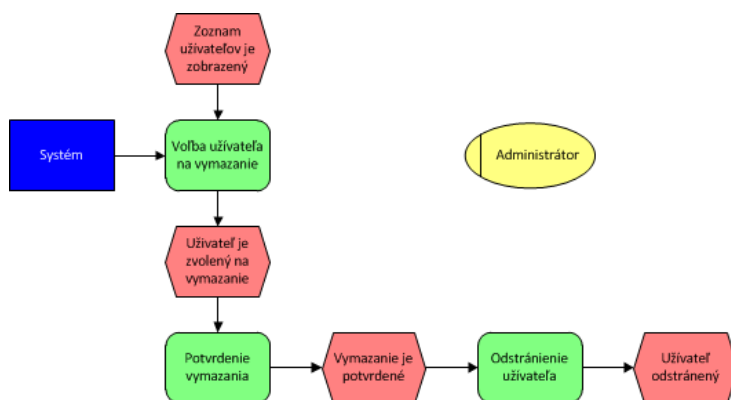 Zoznam
užívateľov je
zobrazený
Systém
Voľba užívateľa
na vymazanie
Administrátor
Uživateľ je
zvolený na
vymazanie
Potvrdenie
vymazania
Vymazanie je
potvrdené
Odstránienie
užívateľa
Užívateľ
odstránený